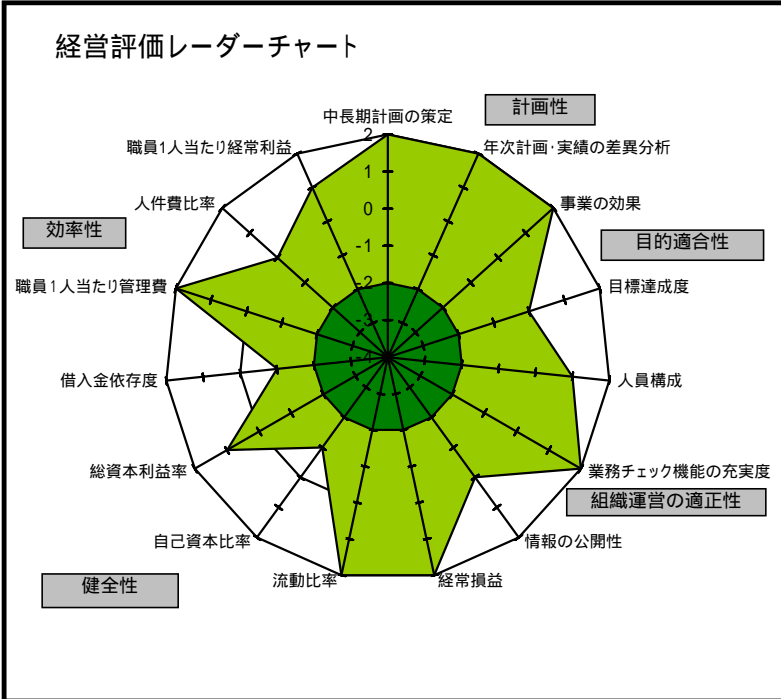 経営評価レーダーチャート
中長期計画の策定
計画性
年次計画・実績の差異分析
事業の効果
目的適合性
目標達成度
人員構成
業務チェック機能の充実度
組織運営の適正性
情報の公開性
経常損益
流動比率
自己資本比率
健全性
総資本利益率
借入金依存度
職員1人当たり管理費
効率性
人件費比率
職員1人当たり経常利益
2
1
0
-1
-2
-3
-4